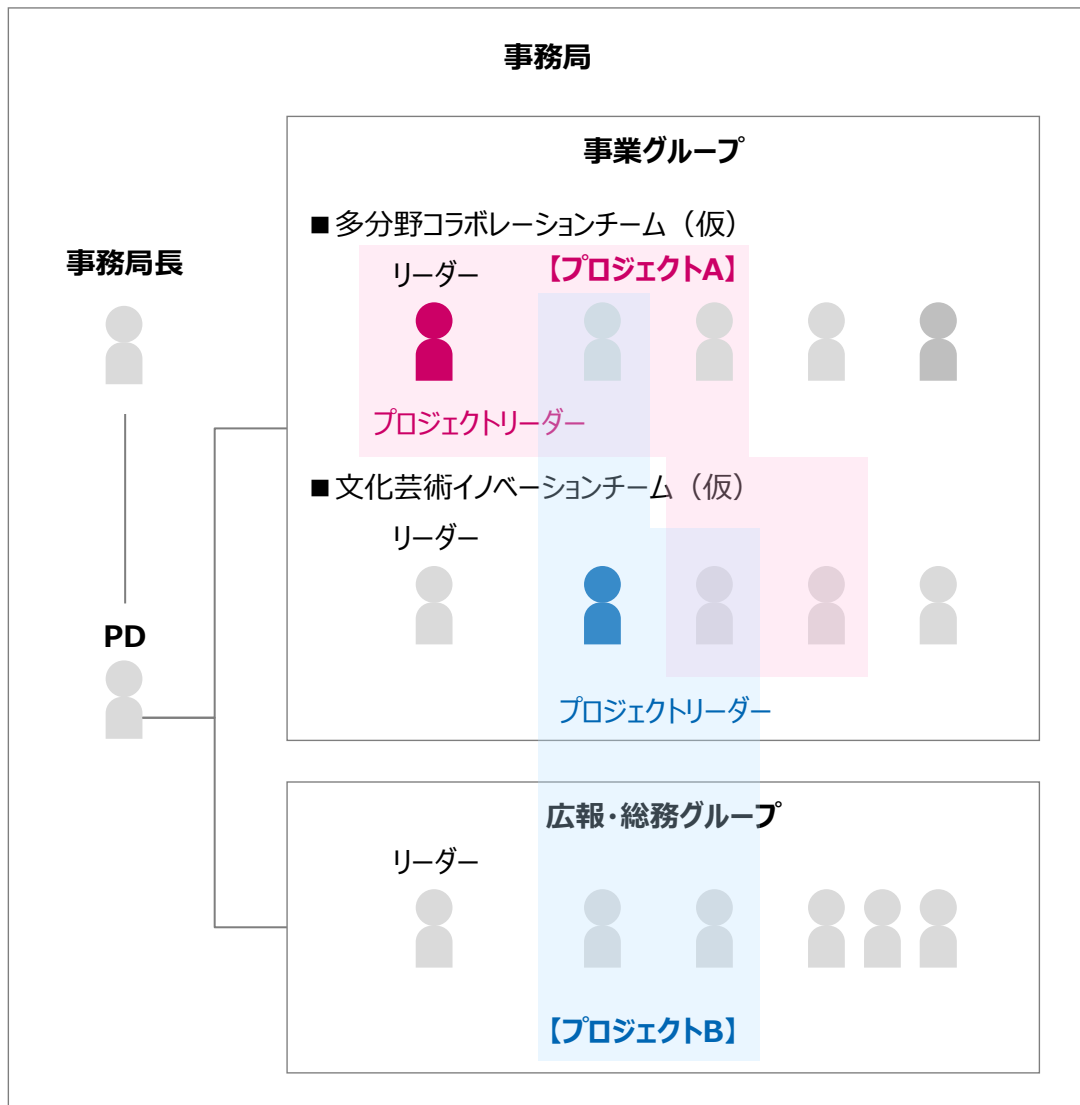 事務局
事業グループ
■多分野コラボレーションチーム（仮）
事務局長
リーダー
【プロジェクトA】
プロジェクトリーダー
■文化芸術イノベーションチーム（仮）
リーダー
PD
プロジェクトリーダー
広報・総務グループ
リーダー
【プロジェクトB】